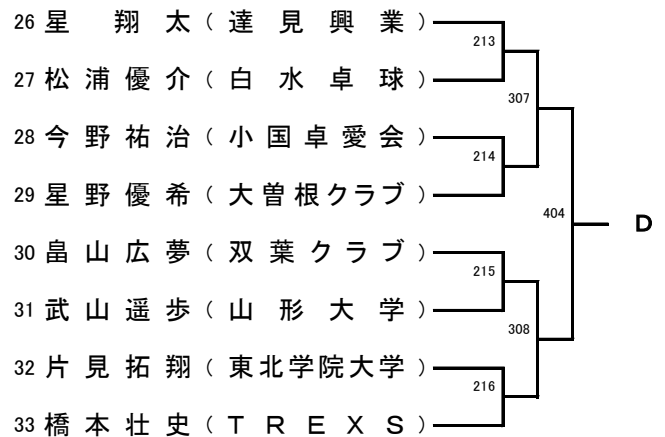 26 星 翔 太 ( 達 見 興 業 )
213
27 松 浦 優 介 ( 白 水 卓 球 )
307
28 今 野 祐 治 ( 小 国 卓 愛 会 )
214
29 星 野 優 希 ( 大 曽 根 クラブ )
404
D
30 畠 山 広 夢 ( 双 葉 ク ラ ブ )
215
31 武 山 遥 歩 ( 山 形 大 学 )
308
32 片 見 拓 翔 ( 東北学院大学 )
216
33 橋 本 壮 史 ( T R E X S )